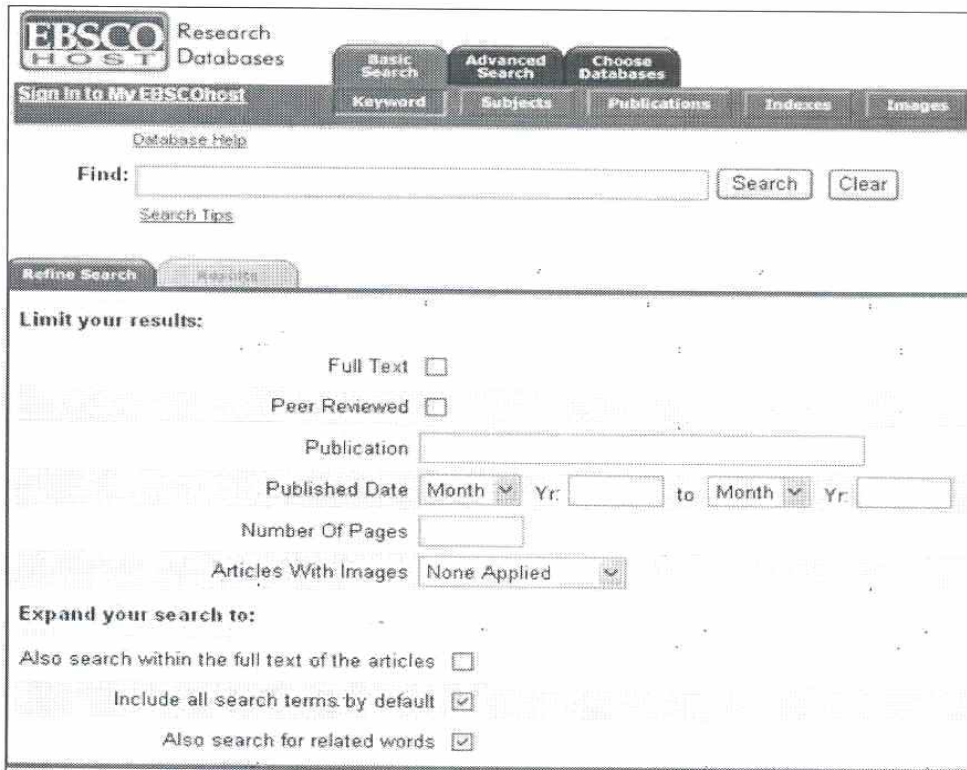 EBSCO Research
HOST Databases
Basic Search Advanced Search Choose Databases
Sign In to My EBSCOhost Keyword Subjects Publications Indexes Images
Database Help
Find: Search Clear
Search Tips
Refine Search Results
Limit your results:
Full Text
Peer Reviewed
Publication
Published Date Month Yr: to Month Yr:
Number Of Pages
Articles With Images None Applied
Expand your search to:
Also search within the full text of the articles
Include all search terms by default
Also search for related words